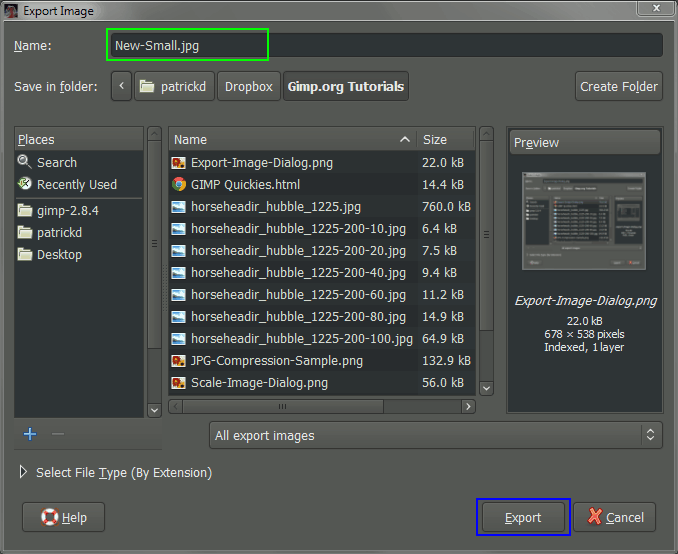 Export Image
Name: New-Small.jpg
Save in folder: patrickd Dropbox Gimp.org Tutorials Create Folder
Places Name Size Preview
Search Export-Image-Dialog.png 22.0 kB
Recently Used GIMP Quickies.html 14.4 kB
horseheadir_hubble_1225.jpg 760.0 kB
gimp-2.8.4 horseheadir_hubble_1225-200-10.jpg 6.4 kB
patrickd horseheadir_hubble_1225-200-20.jpg 7.5 kB
Desktop horseheadir_hubble_1225-200-40.jpg 9.4 kB
horseheadir_hubble_1225-200-60.jpg 11.2 kB
horseheadir_hubble_1225-200-80.jpg 14.9 kB
horseheadir_hubble_1225-200-100.jpg 64.9 kB
JPG-Compression-Sample.png 132.9 kB
Scale-Image-Dialog.png 56.0 kB
Export-Image-Dialog.png
22.0 kB
678 × 538 pixels
Indexed, 1 layer
All export images
Select File Type (By Extension)
Help Export Cancel